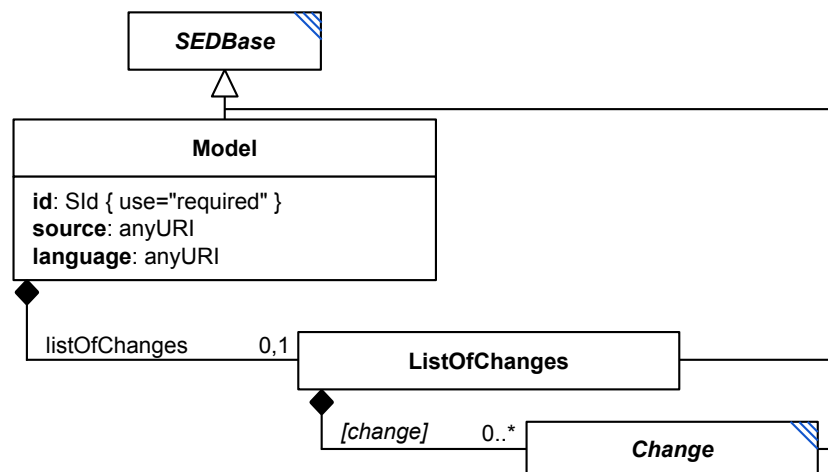 SEDBase
Model
id: SId { use="required" }
source: anyURI
language: anyURI
listOfChanges 0,1
ListOfChanges
[change] 0..*
Change